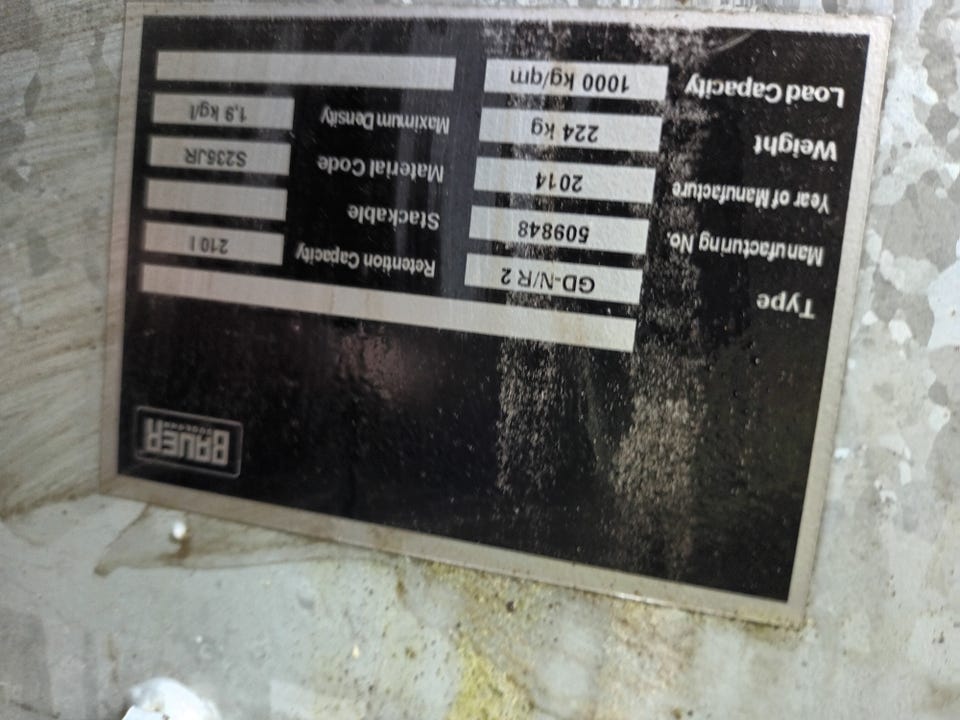 BAUER
SÜDLOHN
Type GD-N/R 2 Retention Capacity 210 l
Manufacturing No. 509848 Stackable
Year of Manufacture 2014 Material Code S235JR
Weight 224 kg Maximum Density 1,9 kg/l
Load Capacity 1000 kg/qm